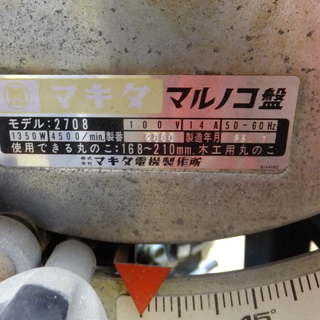 マキタ マルノコ盤
モデル:2708 100V 14A 50-60Hz
1350W 4500/min. 製番 製造年月
使用できる丸のこ:168~210mm.木工用丸のこ
株式会社 マキタ電機製作所
45°